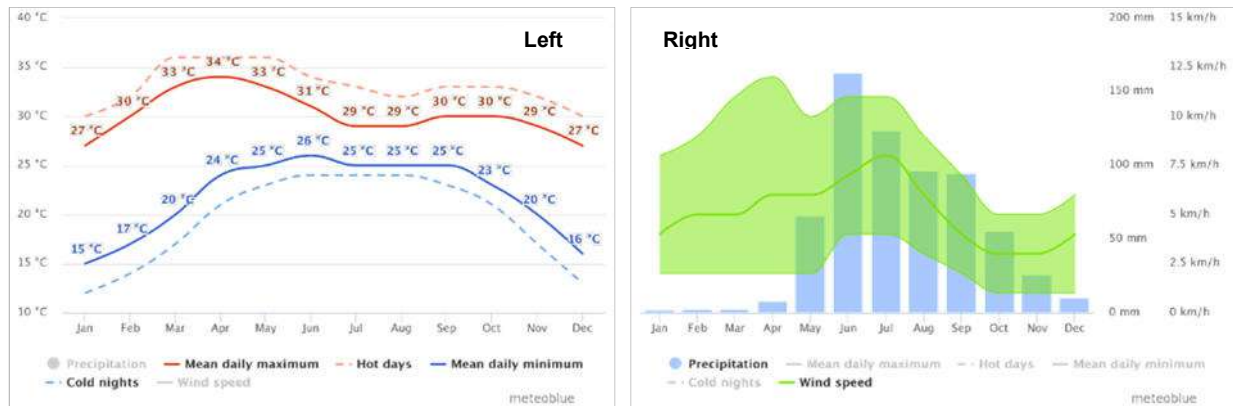 40 °C
35 °C
30 °C
25 °C
20 °C
15 °C
10 °C
Left
27 °C
30 °C
33 °C
34 °C
33 °C
31 °C
29 °C
29 °C
30 °C
30 °C
29 °C
27 °C
15 °C
17 °C
20 °C
24 °C
25 °C
26 °C
25 °C
25 °C
25 °C
23 °C
20 °C
16 °C
Jan Feb Mar Apr May Jun Jul Aug Sep Oct Nov Dec
Precipitation Mean daily maximum Hot days Mean daily minimum
Cold nights Wind speed
meteoblue
Right
200 mm 15 km/h
12.5 km/h
150 mm
10 km/h
100 mm 7.5 km/h
5 km/h
50 mm
2.5 km/h
0 mm 0 km/h
Jan Feb Mar Apr May Jun Jul Aug Sep Oct Nov Dec
Precipitation Mean daily maximum Hot days Mean daily minimum
Cold nights Wind speed
meteoblue